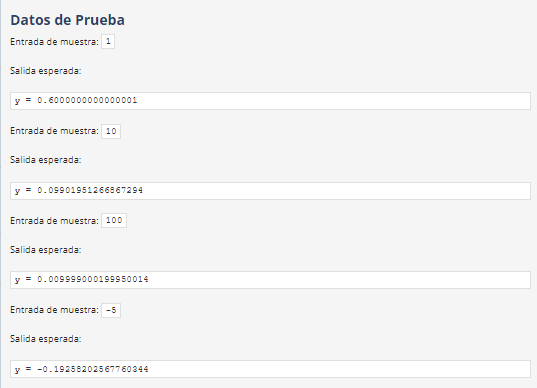 Datos de Prueba
Entrada de muestra: 1
Salida esperada:
y = 0.6000000000000001
Entrada de muestra: 10
Salida esperada:
y = 0.09901951266867294
Entrada de muestra: 100
Salida esperada:
y = 0.009999000199950014
Entrada de muestra: -5
Salida esperada:
y = -0.19258202567760344